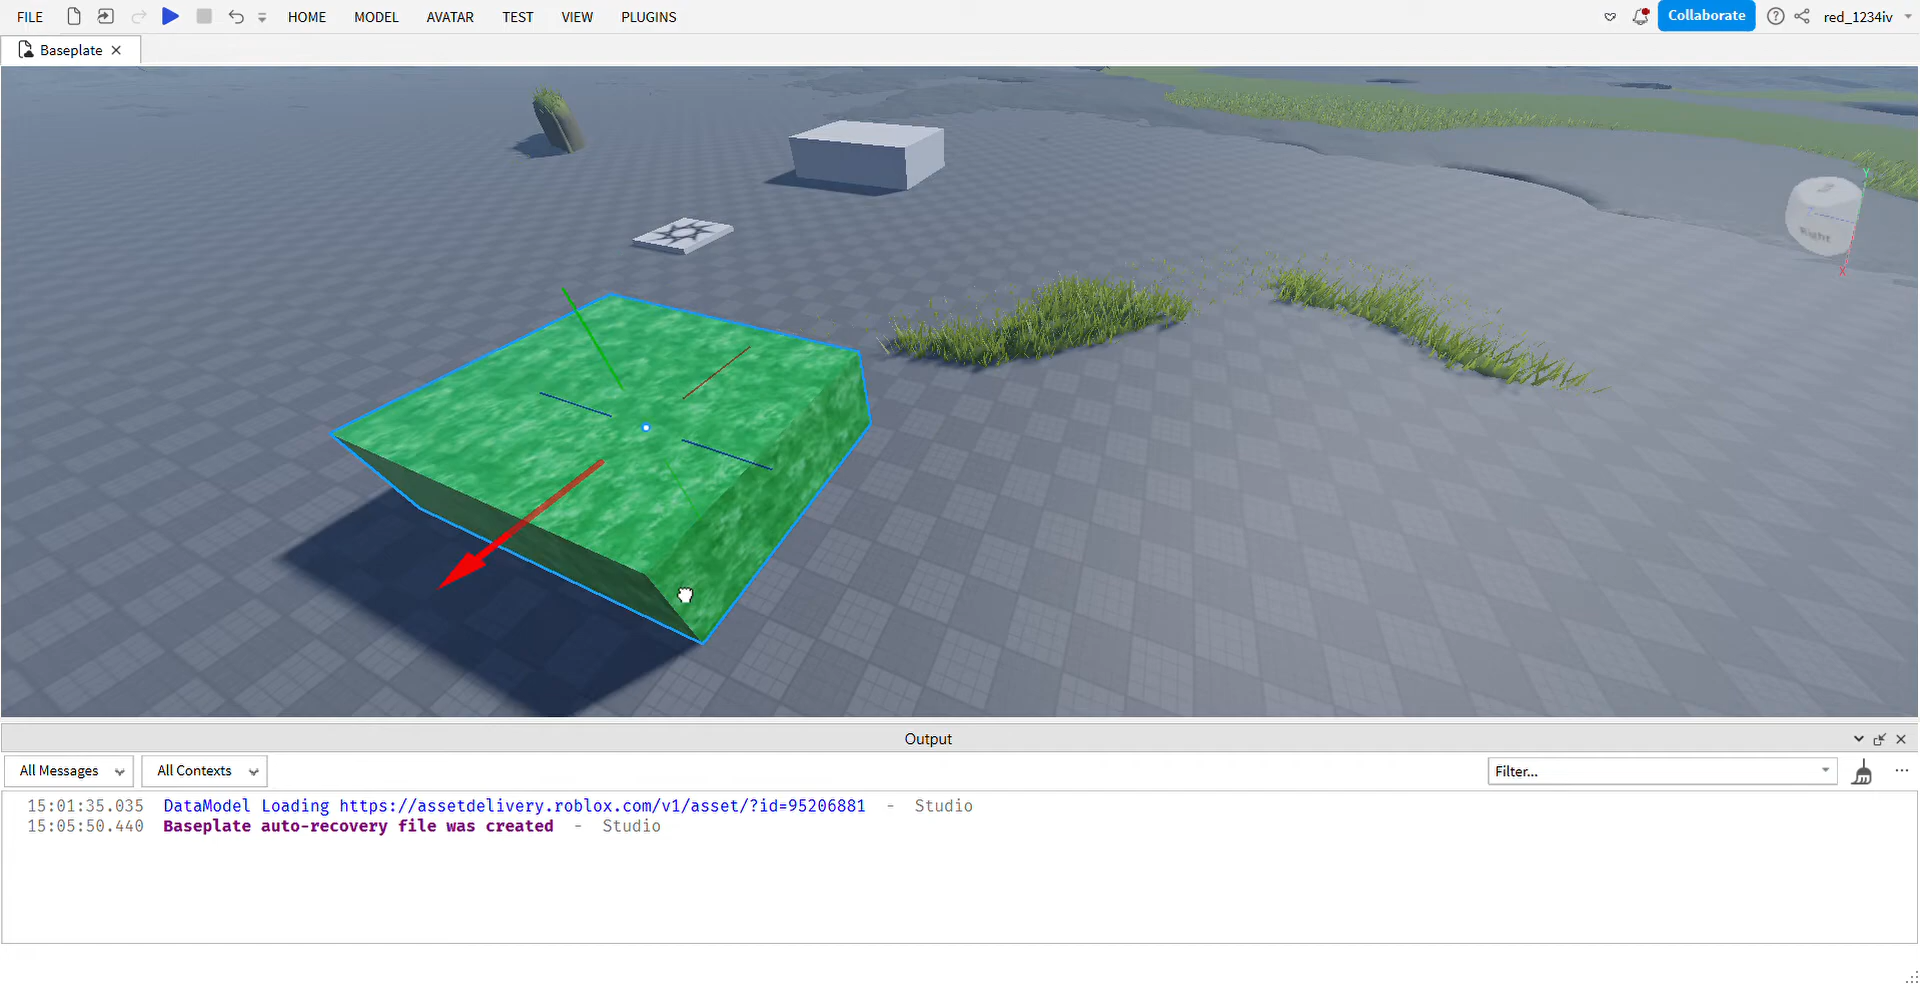 FILE HOME MODEL AVATAR TEST VIEW PLUGINS Collaborate red_1234iv
Baseplate
Y
Right
X
Output
All Messages All Contexts Filter...
15:01:35.035 DataModel Loading https://assetdelivery.roblox.com/v1/asset/?id=95206881 - Studio
15:05:50.440 Baseplate auto-recovery file was created - Studio